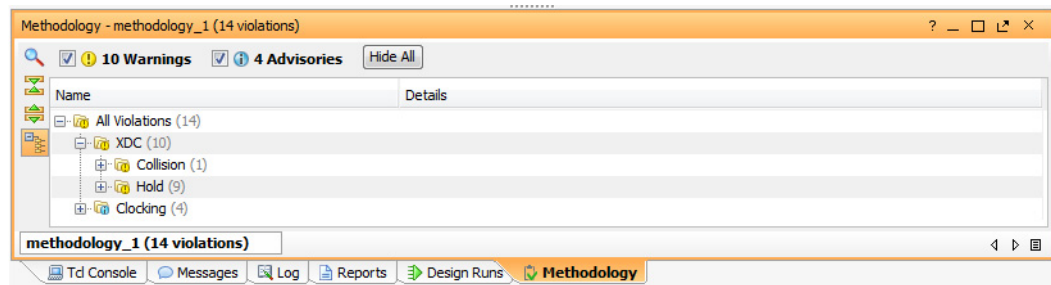 Methodology - methodology_1 (14 violations) ?
10 Warnings 4 Advisories Hide All
Name Details
All Violations (14)
XDC (10)
Collision (1)
Hold (9)
Clocking (4)
methodology_1 (14 violations)
Tcl Console Messages Log Reports Design Runs Methodology